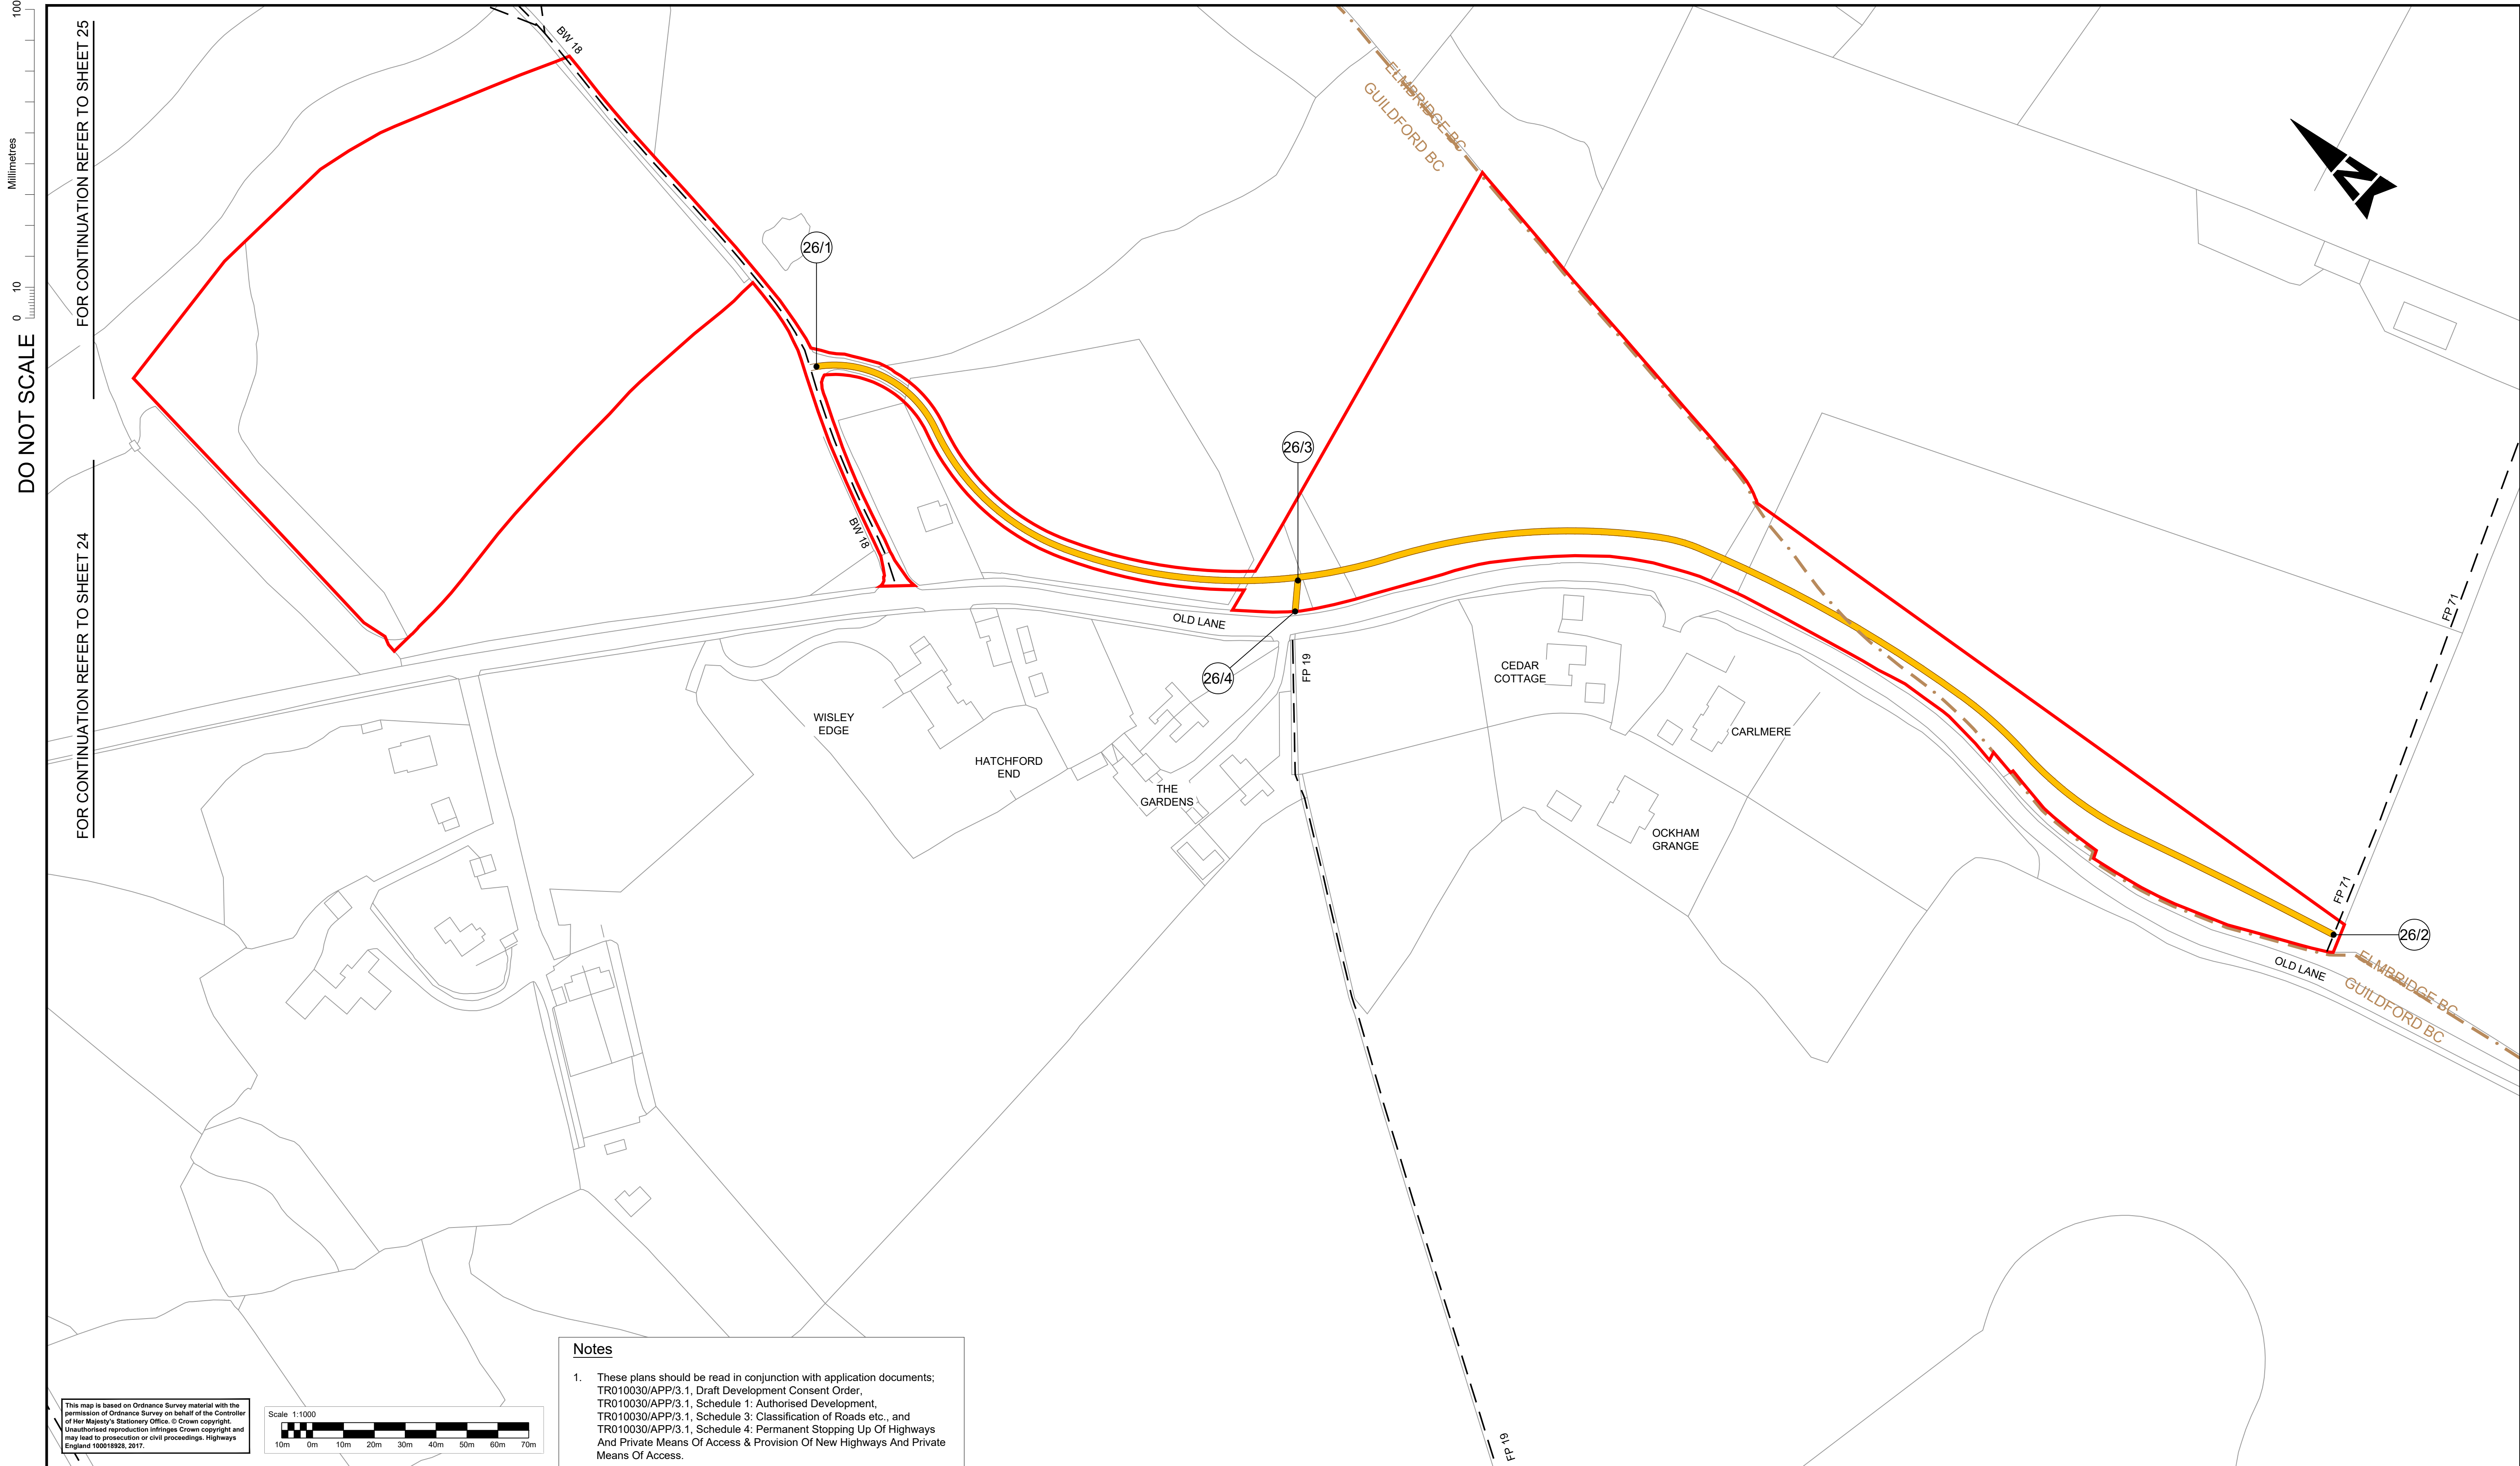 100
Millimetres
10
0
DO NOT SCALE
FOR CONTINUATION REFER TO SHEET 25
FOR CONTINUATION REFER TO SHEET 24
BW 18
ELMBRIDGE BC
GUILDFORD BC
N
26/1
26/3
BW 18
OLD LANE
26/4
FP 19
FP 71
CEDAR
COTTAGE
CARLMERE
WISLEY
EDGE
HATCHFORD
END
THE
GARDENS
OCKHAM
GRANGE
FP 71
26/2
OLD LANE
ELMBRIDGE BC
GUILDFORD BC
FP 19
Notes
1. These plans should be read in conjunction with application documents;
TR010030/APP/3.1, Draft Development Consent Order,
TR010030/APP/3.1, Schedule 1: Authorised Development,
TR010030/APP/3.1, Schedule 3: Classification of Roads etc., and
TR010030/APP/3.1, Schedule 4: Permanent Stopping Up Of Highways
And Private Means Of Access & Provision Of New Highways And Private
Means Of Access.
This map is based on Ordnance Survey material with the
permission of Ordnance Survey on behalf of the Controller
of Her Majesty's Stationery Office. © Crown copyright.
Unauthorised reproduction infringes Crown copyright and
may lead to prosecution or civil proceedings. Highways
England 100018928, 2017.
Scale 1:1000
10m 0m 10m 20m 30m 40m 50m 60m 70m